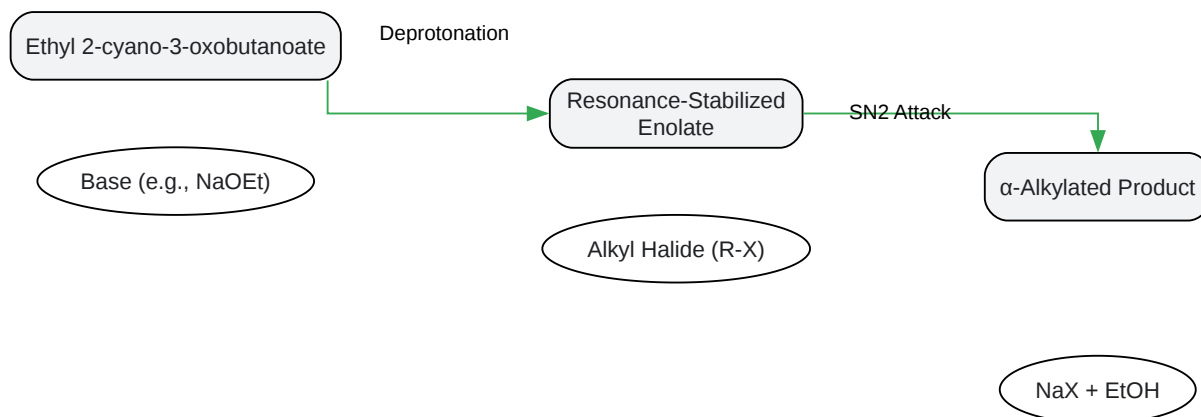 Ethyl 2-cyano-3-oxobutanoate
Deprotonation
Resonance-Stabilized
Enolate
SN2 Attack
α-Alkylated Product
Base (e.g., NaOEt)
Alkyl Halide (R-X)
NaX + EtOH